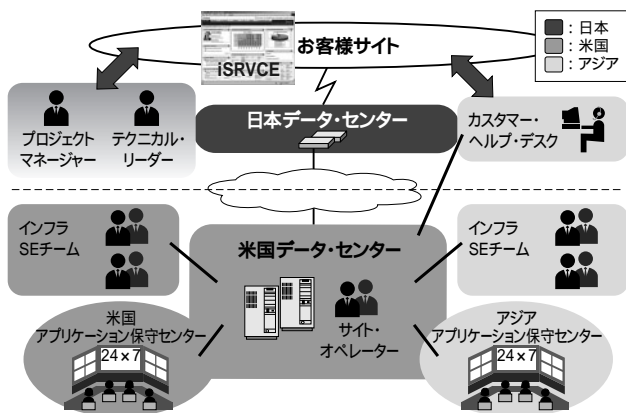 お客様サイト
iSRVCE
：日本
：米国
：アジア
プロジェクト
マネージャー
テクニカル・
リーダー
日本データ・センター
カスタマー・
ヘルプ・デスク
インフラ
SEチーム
米国データ・センター
サイト・
オペレーター
インフラ
SEチーム
米国
アプリケーション保守センター
24×7
アジア
アプリケーション保守センター
24×7